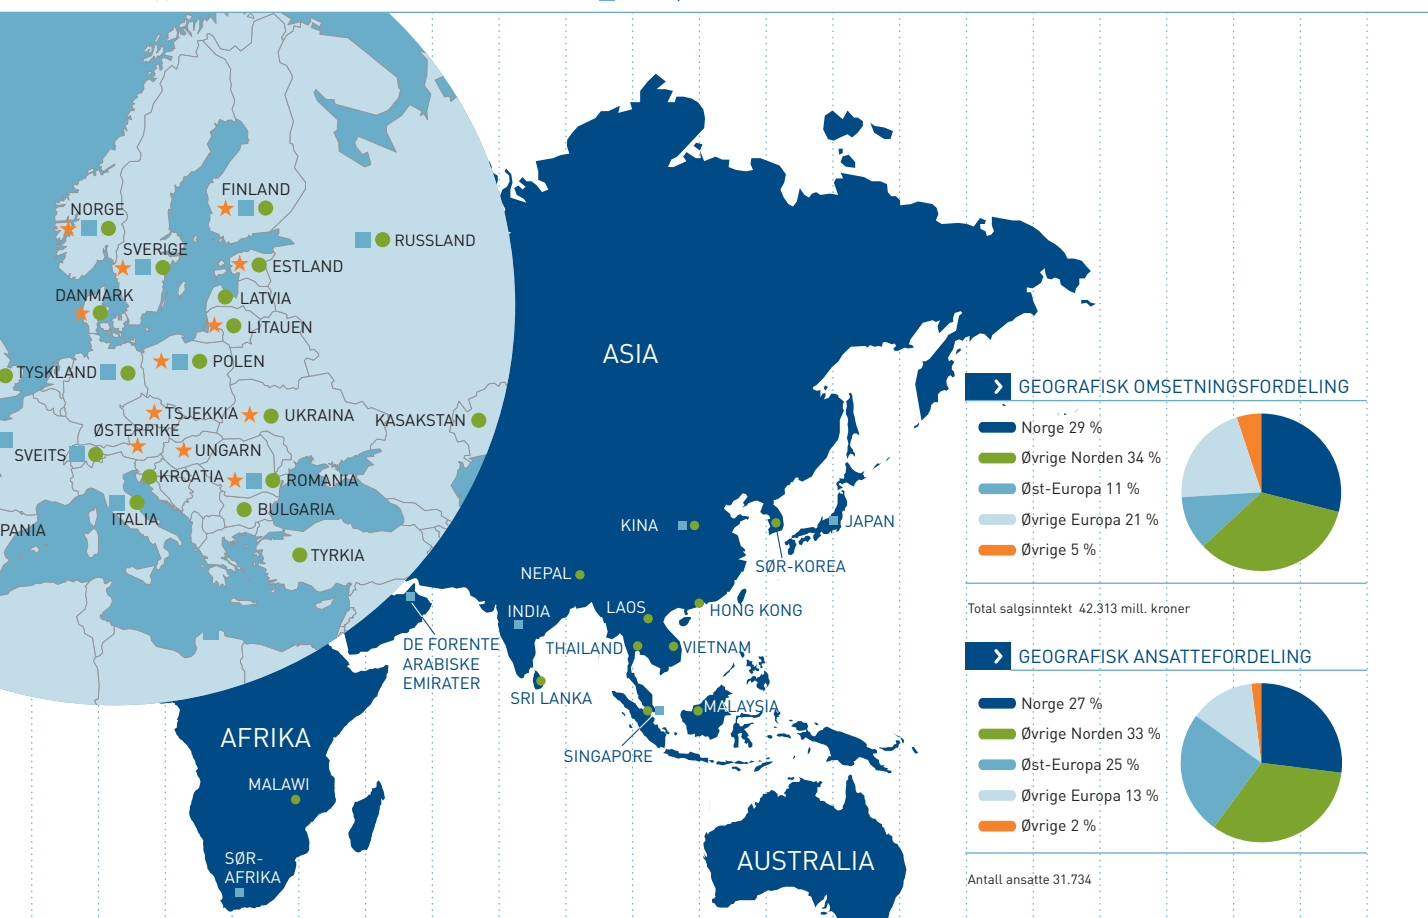 FINLAND
NORGE
SVERIGE
RUSSLAND
ESTLAND
DANMARK
LATVIA
LITAUEN
POLEN
TYSKLAND
TSJEKKIA
UKRAINA
KASAKSTAN
ØSTERRIKE
SVEITS
UNGARN
KROATIA
ROMANIA
ITALIA
BULGARIA
PANIA
TYRKIA
ASIA
KINA
JAPAN
SØR-KOREA
NEPAL
INDIA
LAOS
HONG KONG
DE FORENTE
ARABISKE
EMIRATER
THAILAND
VIETNAM
SRI LANKA
MALAYSIA
SINGAPORE
AFRIKA
MALAWI
SØR-
AFRIKA
AUSTRALIA
GEOGRAFISK OMSETNINGSFORDELING
Norge 29 %
Øvrige Norden 34 %
Øst-Europa 11 %
Øvrige Europa 21 %
Øvrige 5 %
Total salgsinntekt 42.313 mill. kroner
GEOGRAFISK ANSATTEFORDELING
Norge 27 %
Øvrige Norden 33 %
Øst-Europa 25 %
Øvrige Europa 13 %
Øvrige 2 %
Antall ansatte 31.734